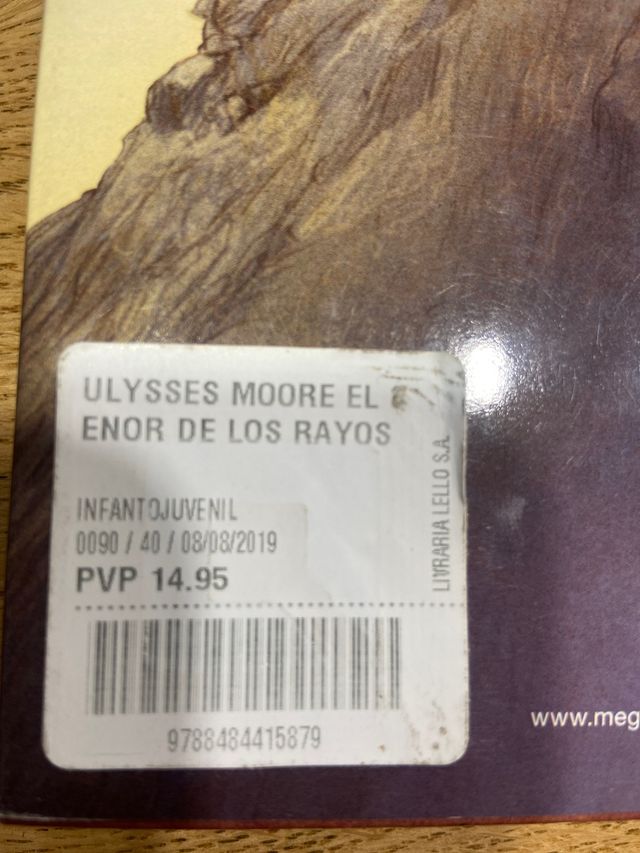 ULYSSES MOORE EL
ENOR DE LOS RAYOS
INFANTOJUVENIL
0090 / 40 / 08/08/2019
PVP 14.95
LIVRARIA LELLO S.A.
9788484415879
www.meg